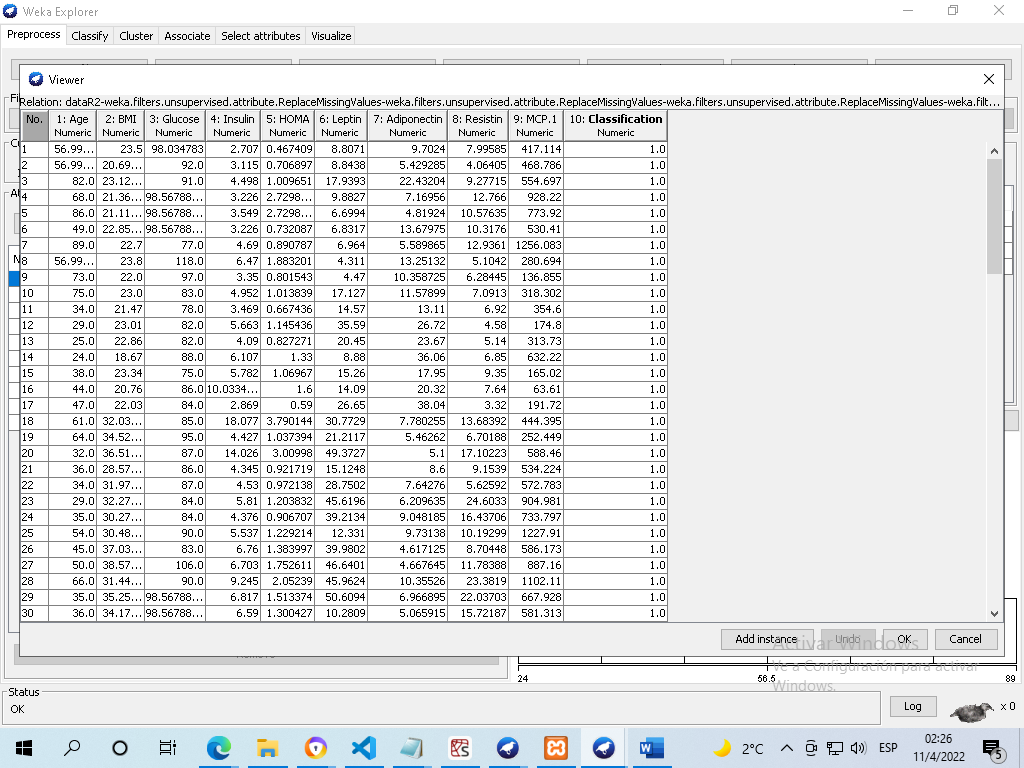 Weka Explorer
Preprocess Classify Cluster Associate Select attributes Visualize
Viewer
Relation: dataR2-weka.filters.unsupervised.attribute.ReplaceMissingValues-weka.filters.unsupervised.attribute.ReplaceMissingValues-weka.filters.unsupervised.attribute.ReplaceMissingValues-weka.filt...
No. 1: Age 2: BMI 3: Glucose 4: Insulin 5: HOMA 6: Leptin 7: Adiponectin 8: Resistin 9: MCP.1 10: Classification
Numeric Numeric Numeric Numeric Numeric Numeric Numeric Numeric Numeric Numeric
1 56.99... 23.5 98.034783 2.707 0.467409 8.8071 9.7024 7.99585 417.114 1.0
2 56.99... 20.69... 92.0 3.115 0.706897 8.8438 5.429285 4.06405 468.786 1.0
3 82.0 23.12... 91.0 4.498 1.009651 17.9393 22.43204 9.27715 554.697 1.0
4 68.0 21.36... 98.56788... 3.226 2.7298... 9.8827 7.16956 12.766 928.22 1.0
5 86.0 21.11... 98.56788... 3.549 2.7298... 6.6994 4.81924 10.57635 773.92 1.0
6 49.0 22.85... 98.56788... 3.226 0.732087 6.8317 13.67975 10.3176 530.41 1.0
7 89.0 22.7 77.0 4.69 0.890787 6.964 5.589865 12.9361 1256.083 1.0
8 56.99... 23.8 118.0 6.47 1.883201 4.311 13.25132 5.1042 280.694 1.0
9 73.0 22.0 97.0 3.35 0.801543 4.47 10.358725 6.28445 136.855 1.0
10 75.0 23.0 83.0 4.952 1.013839 17.127 11.57899 7.0913 318.302 1.0
11 34.0 21.47 78.0 3.469 0.667436 14.57 13.11 6.92 354.6 1.0
12 29.0 23.01 82.0 5.663 1.145436 35.59 26.72 4.58 174.8 1.0
13 25.0 22.86 82.0 4.09 0.827271 20.45 23.67 5.14 313.73 1.0
14 24.0 18.67 88.0 6.107 1.33 8.88 36.06 6.85 632.22 1.0
15 38.0 23.34 75.0 5.782 1.06967 15.26 17.95 9.35 165.02 1.0
16 44.0 20.76 86.0 10.0334... 1.6 14.09 20.32 7.64 63.61 1.0
17 47.0 22.03 84.0 2.869 0.59 26.65 38.04 3.32 191.72 1.0
18 61.0 32.03... 85.0 18.077 3.790144 30.7729 7.780255 13.68392 444.395 1.0
19 64.0 34.52... 95.0 4.427 1.037394 21.2117 5.46262 6.70188 252.449 1.0
20 32.0 36.51... 87.0 14.026 3.00998 49.3727 5.1 17.10223 588.46 1.0
21 36.0 28.57... 86.0 4.345 0.921719 15.1248 8.6 9.1539 534.224 1.0
22 34.0 31.97... 87.0 4.53 0.972138 28.7502 7.64276 5.62592 572.783 1.0
23 29.0 32.27... 84.0 5.81 1.203832 45.6196 6.209635 24.6033 904.981 1.0
24 35.0 30.27... 84.0 4.376 0.906707 39.2134 9.048185 16.43706 733.797 1.0
25 54.0 30.48... 90.0 5.537 1.229214 12.331 9.73138 10.19299 1227.91 1.0
26 45.0 37.03... 83.0 6.76 1.383997 39.9802 4.617125 8.70448 586.173 1.0
27 50.0 38.57... 106.0 6.703 1.752611 46.6401 4.667645 11.78388 887.16 1.0
28 66.0 31.44... 90.0 9.245 2.05239 45.9624 10.35526 23.3819 1102.11 1.0
29 35.0 35.25... 98.56788... 6.817 1.513374 50.6094 6.966895 22.03703 667.928 1.0
30 36.0 34.17... 98.56788... 6.59 1.300427 10.2809 5.065915 15.72187 581.313 1.0
Add instance Undo OK Cancel
Activar Windows
Ve a Configuración para activar
Windows.
24 56.5 89
Status
OK
Log x 0
2°C ESP 02:26
11/4/2022 5